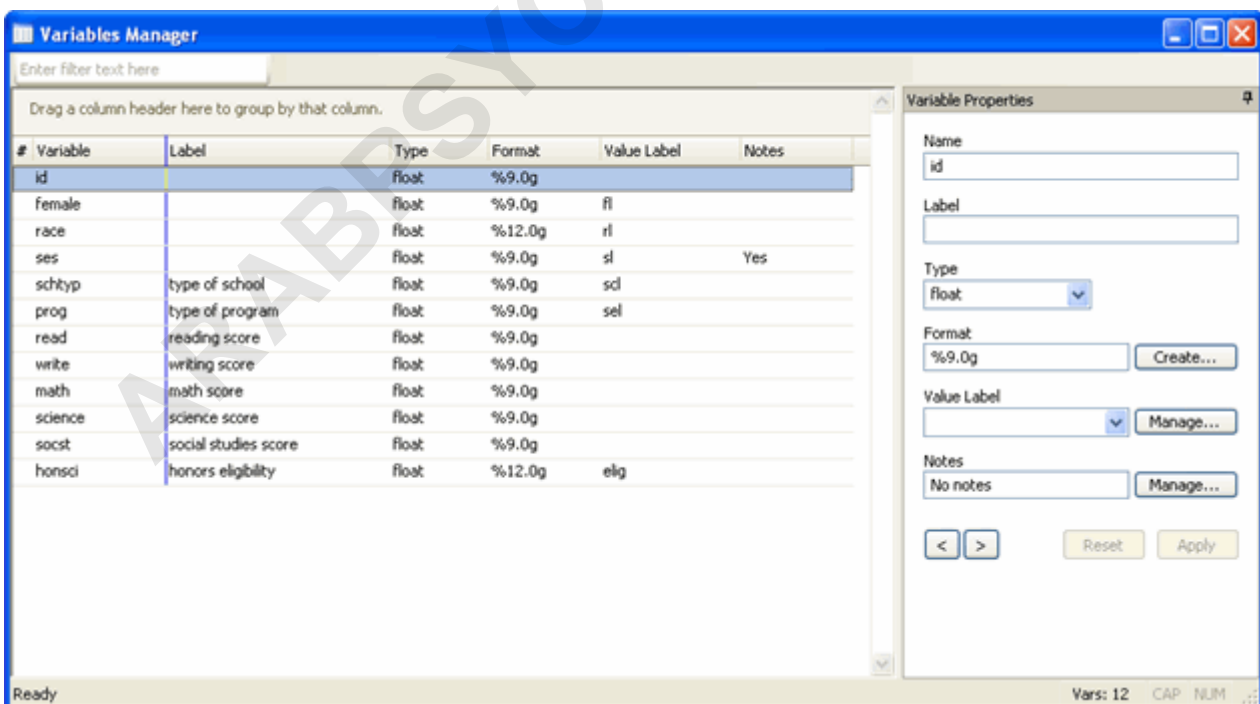 Variables Manager
Enter filter text here
Drag a column header here to group by that column.
# Variable Label Type Format Value Label Notes
id float %9.0g
female float %9.0g fl
race float %12.0g rl
ses float %9.0g sl Yes
schtyp type of school float %9.0g scl
prog type of program float %9.0g sel
read reading score float %9.0g
write writing score float %9.0g
math math score float %9.0g
science science score float %9.0g
socst social studies score float %9.0g
honsci honors eligibility float %12.0g elig
Variable Properties
Name
id
Label
Type
float
Format
%9.0g Create...
Value Label
Manage...
Notes
No notes Manage...
< > Reset Apply
Ready Vars: 12 CAP NUM
ARABPSYO